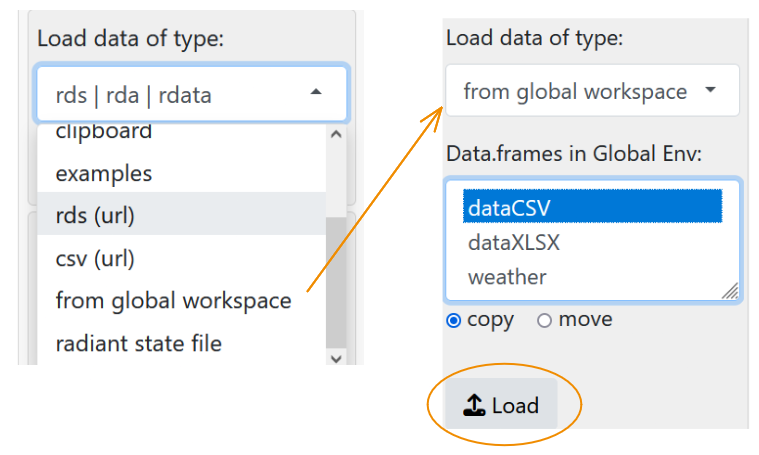 Load data of type:
rds | rda | rdata
clipboard
examples
rds (url)
csv (url)
from global workspace
radiant state file
Load data of type:
from global workspace
Data.frames in Global Env:
dataCSV
dataXLSX
weather
copy move
Load